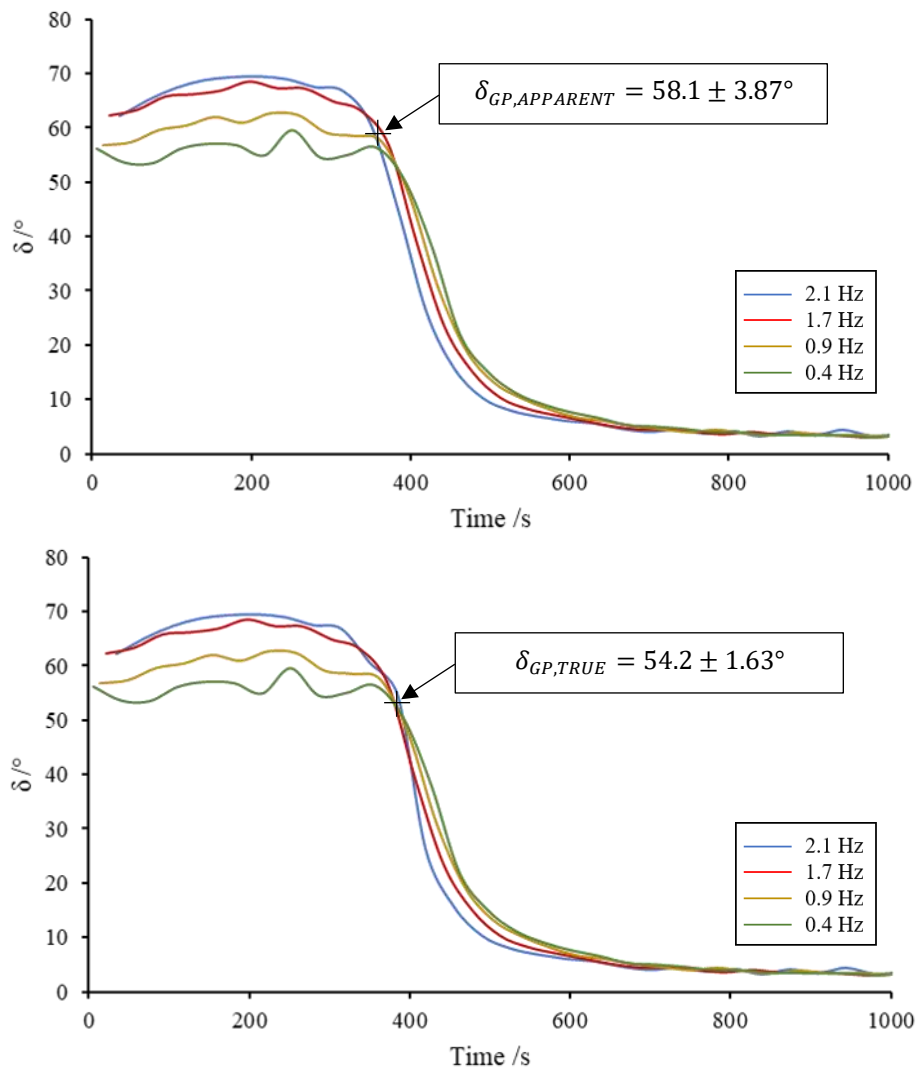 80
70
60
50
40
30
20
10
0
δ /°
δGP,APPARENT = 58.1 ± 3.87°
2.1 Hz
1.7 Hz
0.9 Hz
0.4 Hz
0 200 400 600 800 1000
Time /s
80
70
60
50
40
30
20
10
0
δ /°
δGP,TRUE = 54.2 ± 1.63°
2.1 Hz
1.7 Hz
0.9 Hz
0.4 Hz
0 200 400 600 800 1000
Time /s